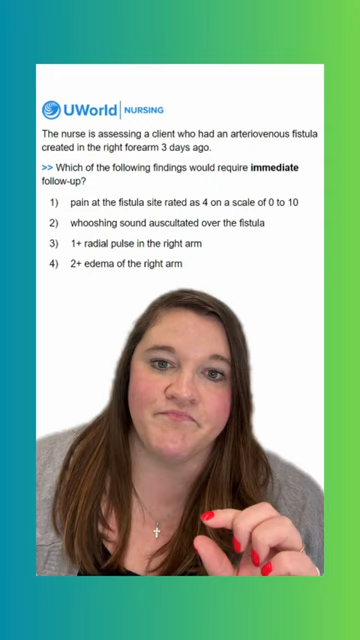 UWorld | NURSING
The nurse is assessing a client who had an arteriovenous fistula
created in the right forearm 3 days ago.
>> Which of the following findings would require immediate
follow-up?
1) pain at the fistula site rated as 4 on a scale of 0 to 10
2) whooshing sound auscultated over the fistula
3) 1+ radial pulse in the right arm
4) 2+ edema of the right arm